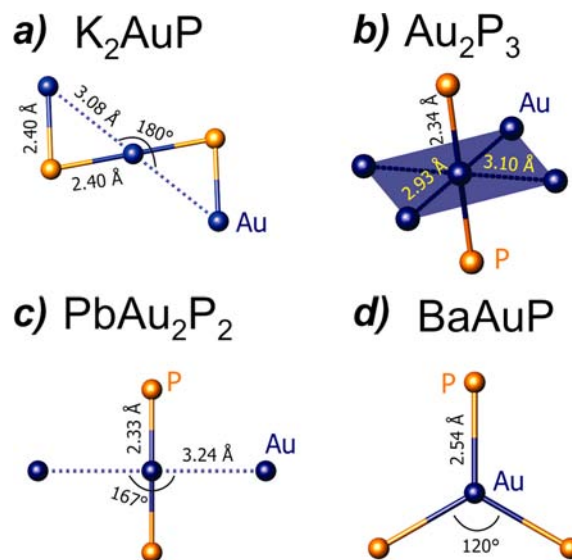 a) K₂AuP
2.40 Å
3.08 Å
180°
2.40 Å
Au
b) Au₂P₃
2.34 Å
Au
2.93 Å
3.10 Å
P
c) PbAu₂P₂
P
2.33 Å
3.24 Å
Au
167°
d) BaAuP
P
2.54 Å
Au
120°